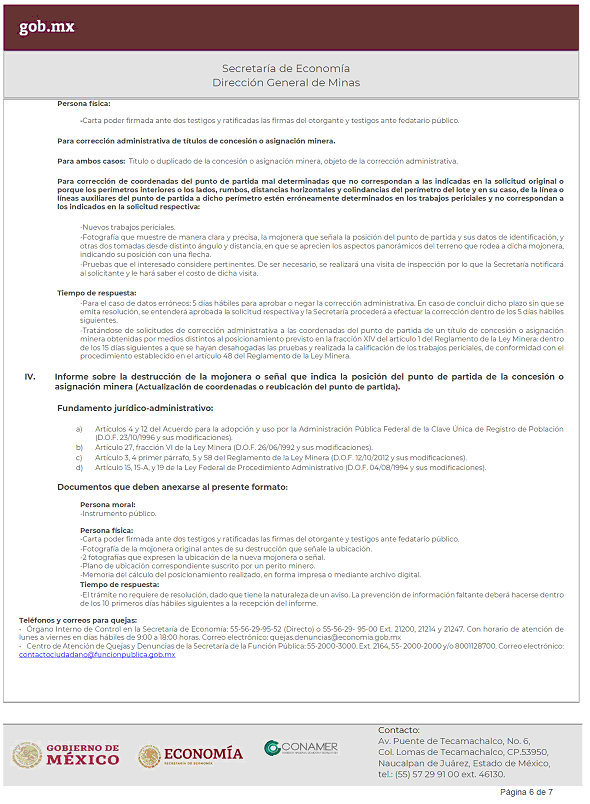 gob.mx
Secretaría de Economía
Dirección General de Minas
Persona física:
-Carta poder firmada ante dos testigos y ratificadas las firmas del otorgante y testigos ante fedatario público.
Para corrección administrativa de títulos de concesión o asignación minera.
Para ambos casos: Título o duplicado de la concesión o asignación minera, objeto de la corrección administrativa.
Para corrección de coordenadas del punto de partida mal determinadas que no correspondan a las indicadas en la solicitud original o
porque los perímetros interiores o los lados, rumbos, distancias horizontales y colindancias del perímetro del lote y en su caso, de la línea o
líneas auxiliares del punto de partida a dicho perímetro estén erróneamente determinados en los trabajos periciales y no correspondan a
los indicados en la solicitud respectiva:
-Nuevos trabajos periciales.
-Fotografía que muestre de manera clara y precisa, la mojonera que señala la posición del punto de partida y sus datos de identificación, y
otras dos tomadas desde distinto ángulo y distancia, en que se aprecien los aspectos panorámicos del terreno que rodea a dicha mojonera,
indicando su posición con una flecha.
-Pruebas que el interesado considere pertinentes. De ser necesario, se realizará una visita de inspección por lo que la Secretaría notificará
al solicitante y le hará saber el costo de dicha visita.
Tiempo de respuesta:
-Para el caso de datos erróneos: 5 días hábiles para aprobar o negar la corrección administrativa. En caso de concluir dicho plazo sin que se
emita resolución, se entenderá aprobada la solicitud respectiva y la Secretaría procederá a efectuar la corrección dentro de los 5 días hábiles
siguientes.
-Tratándose de solicitudes de corrección administrativa a las coordenadas del punto de partida de un título de concesión o asignación
minera obtenidas por medios distintos al posicionamiento previsto en la fracción XIV del artículo 1 del Reglamento de la Ley Minera: dentro
de los 15 días siguientes a que se hayan desahogadas las pruebas y realizada la calificación de los trabajos periciales, de conformidad con el
procedimiento establecido en el artículo 48 del Reglamento de la Ley Minera.
IV. Informe sobre la destrucción de la mojonera o señal que indica la posición del punto de partida de la concesión o
asignación minera (Actualización de coordenadas o reubicación del punto de partida).
Fundamento jurídico-administrativo:
a) Artículos 4 y 12 del Acuerdo para la adopción y uso por la Administración Pública Federal de la Clave Única de Registro de Población
(D.O.F. 23/10/1996 y sus modificaciones).
b) Artículo 27, fracción VI de la Ley Minera (D.O.F. 26/06/1992 y sus modificaciones).
c) Artículo 3, 4 primer párrafo, 5 y 58 del Reglamento de la Ley Minera (D.O.F. 12/10/2012 y sus modificaciones).
d) Artículo 15, 15-A, y 19 de la Ley Federal de Procedimiento Administrativo (D.O.F. 04/08/1994 y sus modificaciones).
Documentos que deben anexarse al presente formato:
Persona moral:
-Instrumento público.
Persona física:
-Carta poder firmada ante dos testigos y ratificadas las firmas del otorgante y testigos ante fedatario público.
-Fotografía de la mojonera original antes de su destrucción que señale la ubicación.
-2 fotografías que expresen la ubicación de la nueva mojonera o señal.
-Plano de ubicación correspondiente suscrito por un perito minero.
-Memoria del cálculo del posicionamiento realizado, en forma impresa o mediante archivo digital.
Tiempo de respuesta:
-El trámite no requiere de resolución, dado que tiene la naturaleza de un aviso. La prevención de información faltante deberá hacerse dentro
de los 10 primeros días hábiles siguientes a la recepción del informe.
Teléfonos y correos para quejas:
- Órgano Interno de Control en la Secretaría de Economía: 55-56-29-95-52 (Directo) o 55-56-29- 95-00 Ext. 21200, 21214 y 21247. Con horario de atención de
lunes a viernes en días hábiles de 9:00 a 18:00 horas. Correo electrónico: quejas.denuncias@economia.gob.mx
- Centro de Atención de Quejas y Denuncias de la Secretaría de la Función Pública: 55-2000-3000. Ext. 2164, 55- 2000-2000 y/o 8001128700. Correo electrónico:
contactociudadano@funcionpublica.gob.mx
GOBIERNO DE
MÉXICO
ECONOMÍA
SECRETARÍA DE ECONOMÍA
CONAMER
Contacto:
Av. Puente de Tecamachalco, No. 6,
Col. Lomas de Tecamachalco, CP.53950,
Naucalpan de Juárez, Estado de México,
tel.: (55) 57 29 91 00 ext. 46130.
Página 6 de 7